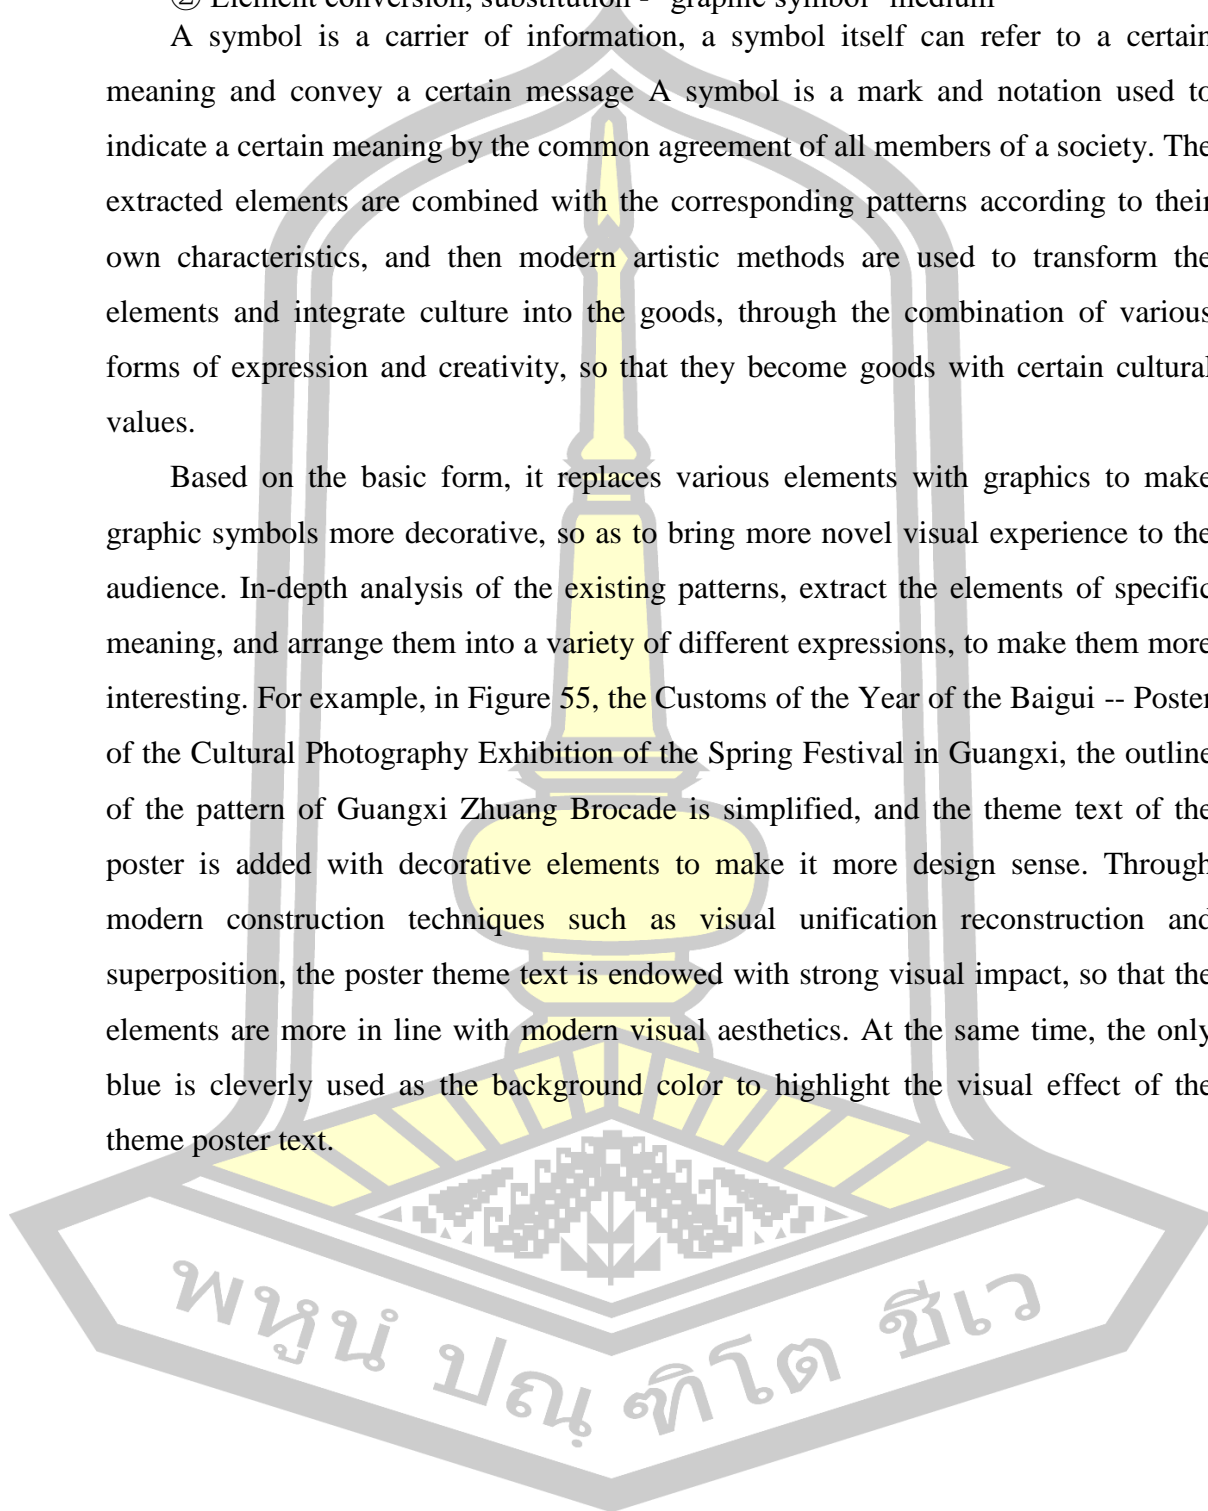 ② Element conversion, substitution - "graphic symbol" medium
A symbol is a carrier of information, a symbol itself can refer to a certain
meaning and convey a certain message A symbol is a mark and notation used to
indicate a certain meaning by the common agreement of all members of a society. The
extracted elements are combined with the corresponding patterns according to their
own characteristics, and then modern artistic methods are used to transform the
elements and integrate culture into the goods, through the combination of various
forms of expression and creativity, so that they become goods with certain cultural
values.
Based on the basic form, it replaces various elements with graphics to make
graphic symbols more decorative, so as to bring more novel visual experience to the
audience. In-depth analysis of the existing patterns, extract the elements of specific
meaning, and arrange them into a variety of different expressions, to make them more
interesting. For example, in Figure 55, the Customs of the Year of the Baigui -- Poster
of the Cultural Photography Exhibition of the Spring Festival in Guangxi, the outline
of the pattern of Guangxi Zhuang Brocade is simplified, and the theme text of the
poster is added with decorative elements to make it more design sense. Through
modern construction techniques such as visual unification reconstruction and
superposition, the poster theme text is endowed with strong visual impact, so that the
elements are more in line with modern visual aesthetics. At the same time, the only
blue is cleverly used as the background color to highlight the visual effect of the
theme poster text.
พหูนํ ปณฺฑิโต ชีเว